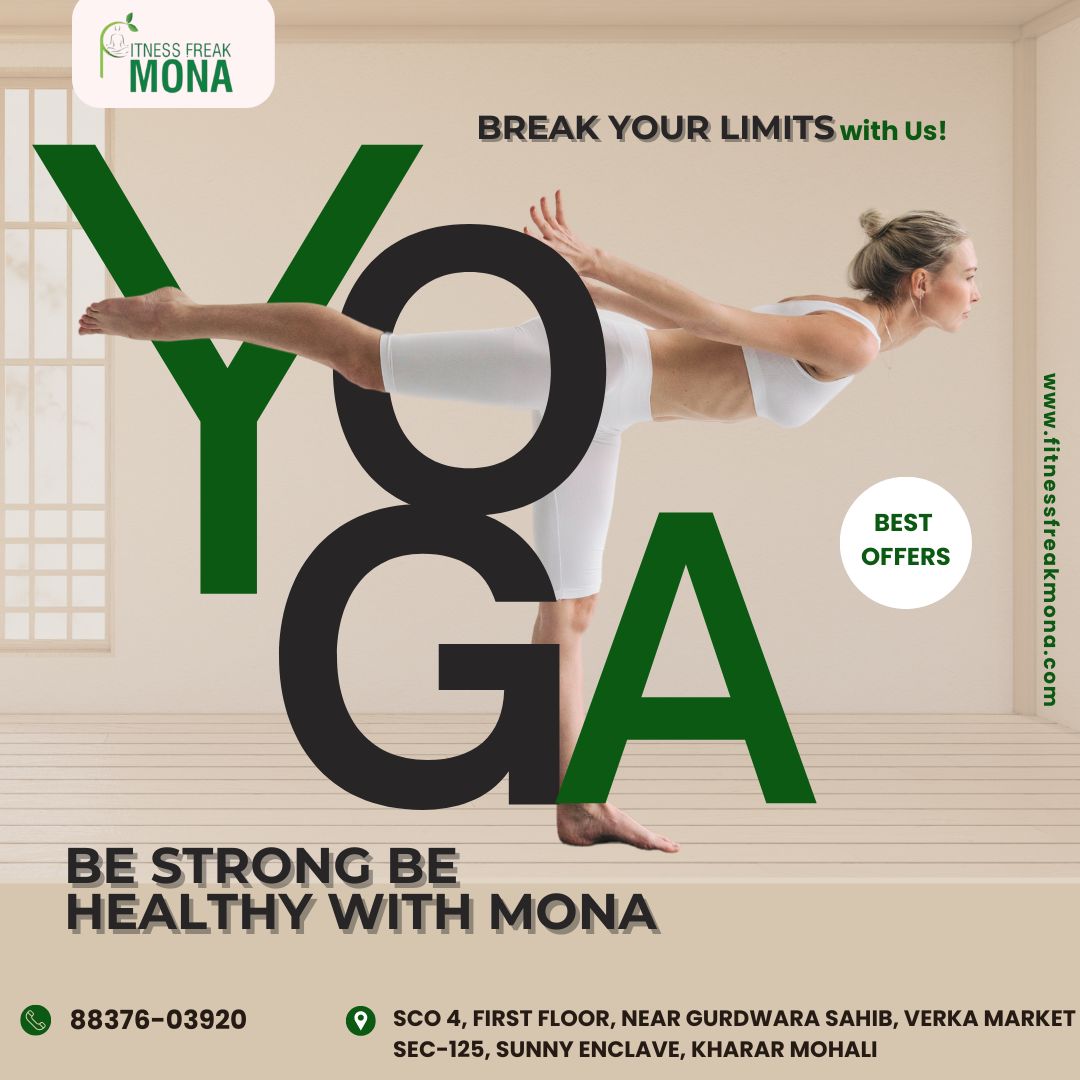 FITNESS FREAK
MONA
BREAK YOUR LIMITS with Us!
YOGA
BEST
OFFERS
www.fitnessfreakmona.com
BE STRONG BE
HEALTHY WITH MONA
88376-03920
SCO 4, FIRST FLOOR, NEAR GURDWARA SAHIB, VERKA MARKET
SEC-125, SUNNY ENCLAVE, KHARAR MOHALI